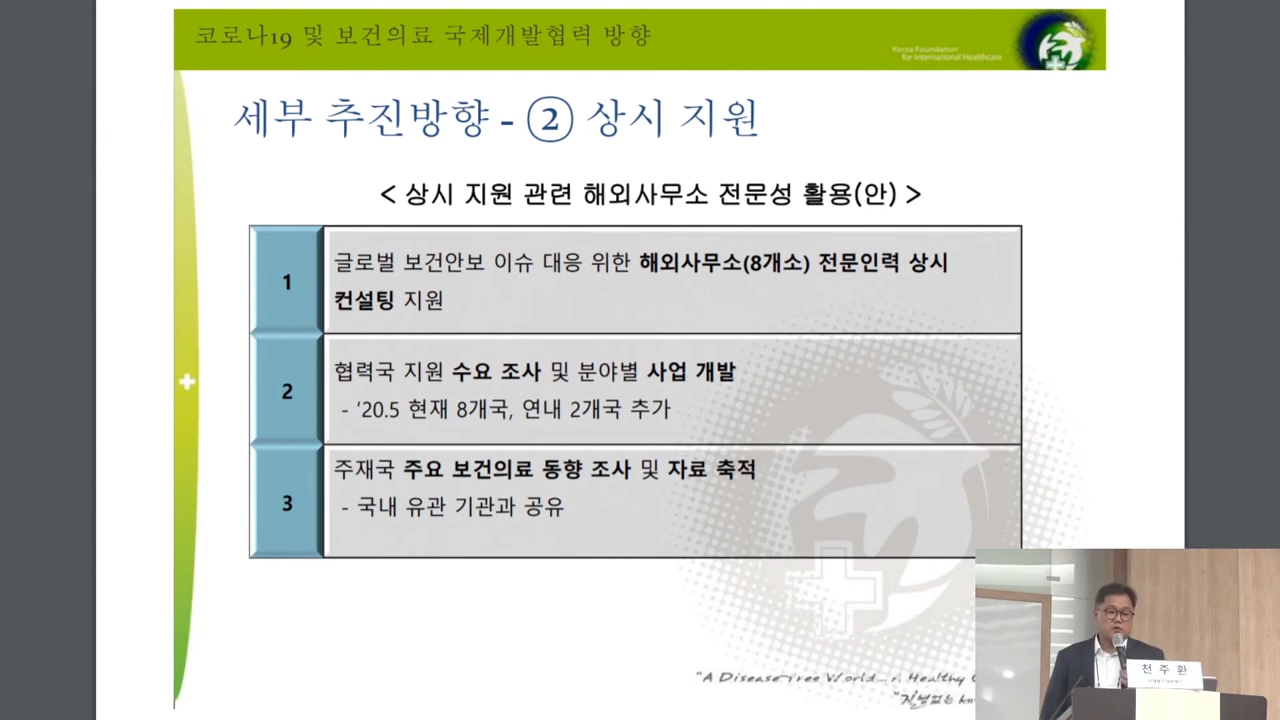 코로나19 및 보건의료 국제개발협력 방향
Korea Foundation
for International Healthcare
세부 추진방향 - ② 상시 지원
< 상시 지원 관련 해외사무소 전문성 활용(안) >
1
글로벌 보건안보 이슈 대응 위한 해외사무소(8개소) 전문인력 상시
컨설팅 지원
2
협력국 지원 수요 조사 및 분야별 사업 개발
- ‘20.5 현재 8개국, 연내 2개국 추가
3
주재국 주요 보건의료 동향 조사 및 자료 축적
- 국내 유관 기관과 공유
"A Disease Free World... A Healthy
"질병없는 세
천 주 환